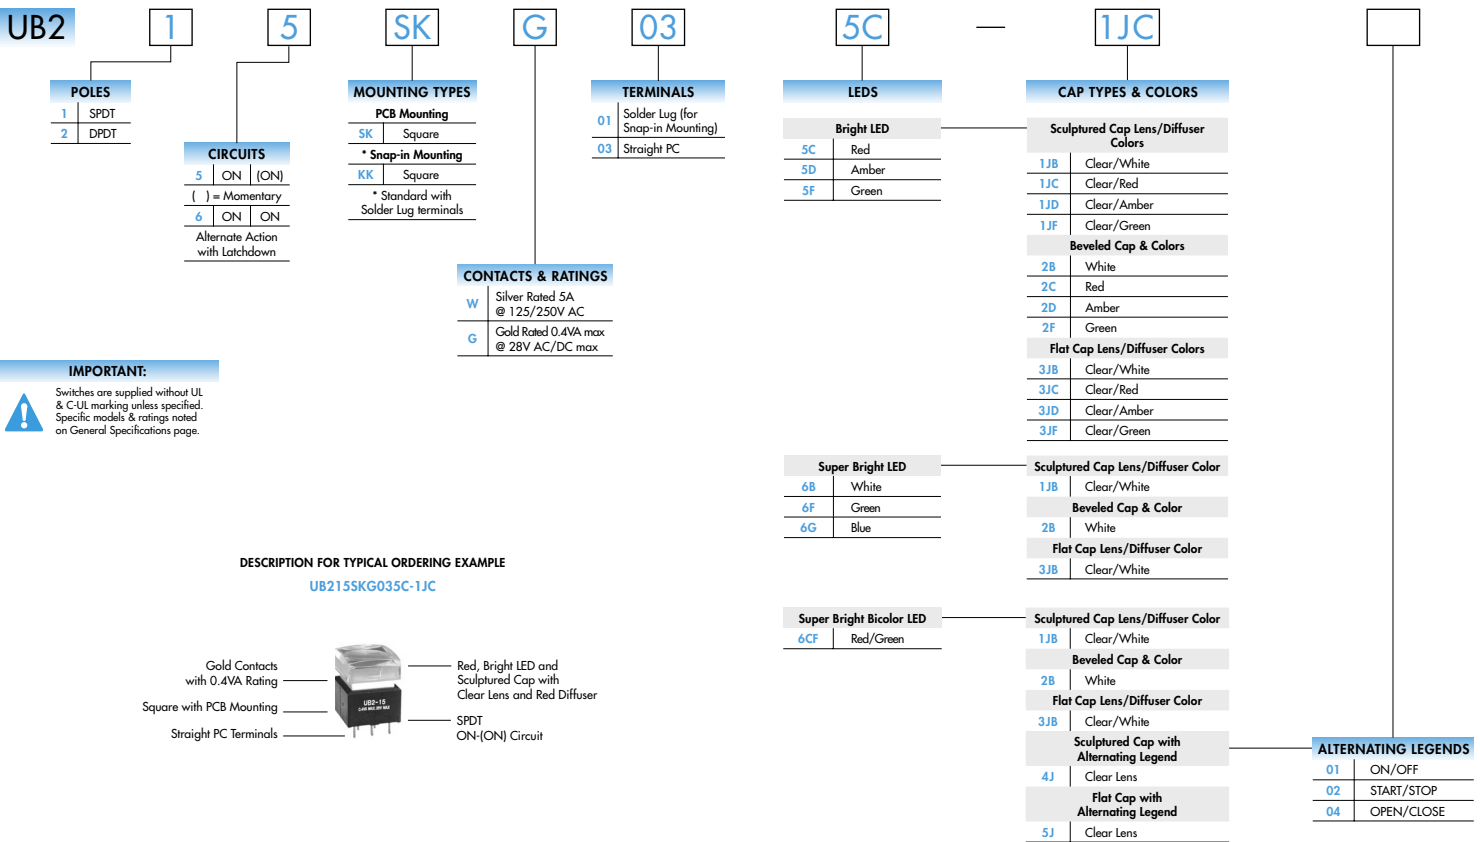 UB2 1 5 SK G 03 5C — 1JC
POLES
1 SPDT
2 DPDT
CIRCUITS
5 ON (ON)
( ) = Momentary
6 ON ON
Alternate Action
with Latchdown
MOUNTING TYPES
PCB Mounting
SK Square
* Snap-in Mounting
KK Square
* Standard with
Solder Lug terminals
CONTACTS & RATINGS
W Silver Rated 5A
@ 125/250V AC
G Gold Rated 0.4VA max
@ 28V AC/DC max
TERMINALS
01 Solder Lug (for
Snap-in Mounting)
03 Straight PC
LEDS
Bright LED
5C Red
5D Amber
5F Green
Super Bright LED
6B White
6F Green
6G Blue
Super Bright Bicolor LED
6CF Red/Green
CAP TYPES & COLORS
Sculptured Cap Lens/Diffuser
Colors
1JB Clear/White
1JC Clear/Red
1JD Clear/Amber
1JF Clear/Green
Beveled Cap & Colors
2B White
2C Red
2D Amber
2F Green
Flat Cap Lens/Diffuser Colors
3JB Clear/White
3JC Clear/Red
3JD Clear/Amber
3JF Clear/Green
Sculptured Cap Lens/Diffuser Color
1JB Clear/White
Beveled Cap & Color
2B White
Flat Cap Lens/Diffuser Color
3JB Clear/White
Sculptured Cap Lens/Diffuser Color
1JB Clear/White
Beveled Cap & Color
2B White
Flat Cap Lens/Diffuser Color
3JB Clear/White
Sculptured Cap with
Alternating Legend
4J Clear Lens
Flat Cap with
Alternating Legend
5J Clear Lens
ALTERNATING LEGENDS
01 ON/OFF
02 START/STOP
04 OPEN/CLOSE
IMPORTANT:
Switches are supplied without UL
& C-UL marking unless specified.
Specific models & ratings noted
on General Specifications page.
DESCRIPTION FOR TYPICAL ORDERING EXAMPLE
UB215SKG035C-1JC
Gold Contacts
with 0.4VA Rating
Square with PCB Mounting
Straight PC Terminals
UB2-15
0.4VA MAX 28V MAX
Red, Bright LED and
Sculptured Cap with
Clear Lens and Red Diffuser
SPDT
ON-(ON) Circuit